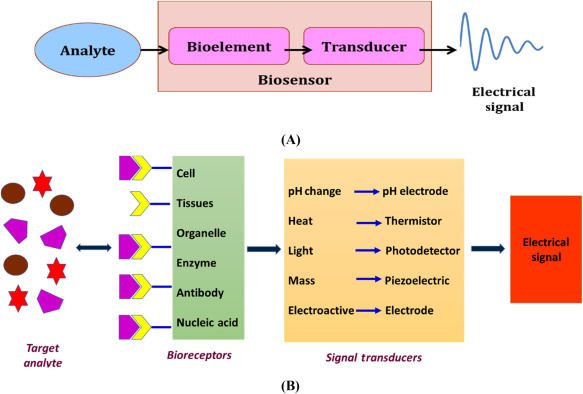 Analyte
Bioelement
Transducer
Biosensor
Electrical
signal
(A)
Cell
Tissues
Organelle
Enzyme
Antibody
Nucleic acid
pH change
pH electrode
Heat
Thermistor
Light
Photodetector
Mass
Piezoelectric
Electroactive
Electrode
Electrical
signal
Target
analyte
Bioreceptors
Signal transducers
(B)